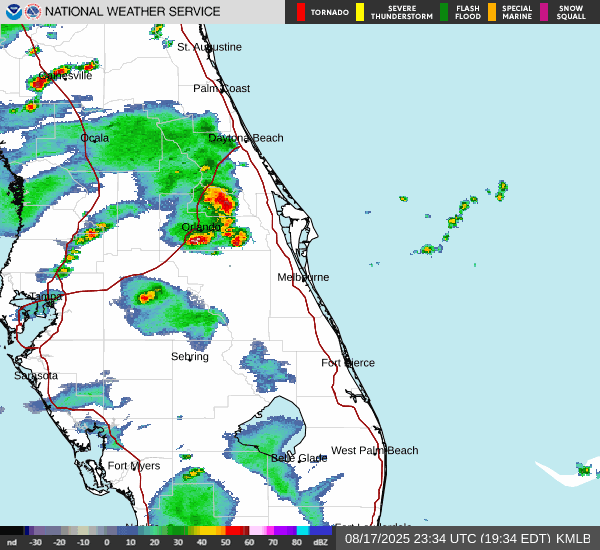 NATIONAL WEATHER SERVICE
TORNADO
SEVERE THUNDERSTORM
FLASH FLOOD
SPECIAL MARINE
SNOW SQUALL
St. Augustine
Gainesville
Palm Coast
Ocala
Daytona Beach
Orlando
Melbourne
Tampa
Sebring
Fort Pierce
Sarasota
West Palm Beach
Belle Glade
Fort Myers
nd -30 -20 -10 0 10 20 30 40 50 60 70 80 dBZ
08/17/2025 23:34 UTC (19:34 EDT) KMLB